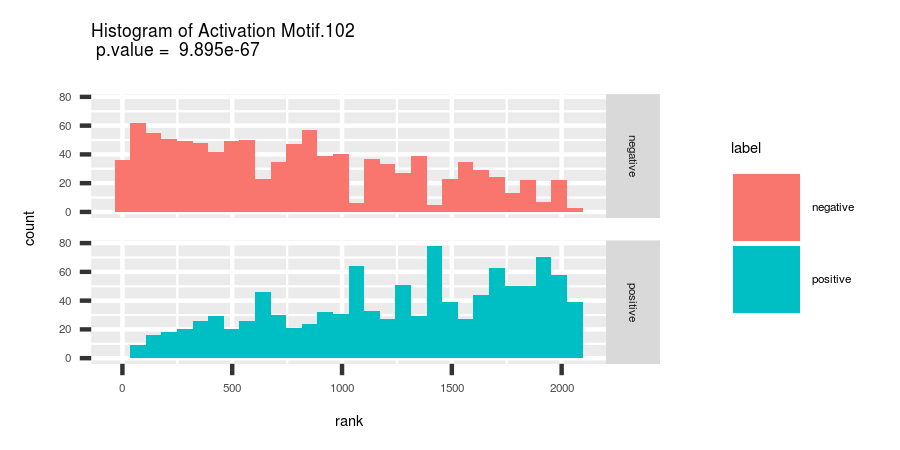 Histogram of Activation Motif.102
p.value = 9.895e-67
80
60
40
20
0
negative
80
60
40
20
0
positive
0 500 1000 1500 2000
rank
count
label
negative
positive